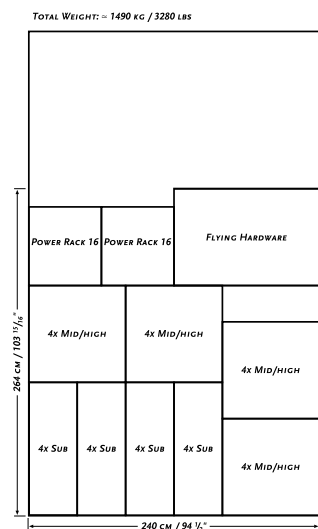 Total Weight: ≈ 1490 kg / 3280 lbs
Power Rack 16
Power Rack 16
Flying Hardware
4x Mid/high
4x Mid/high
4x Mid/high
4x Sub
4x Sub
4x Sub
4x Sub
4x Mid/high
264 cm / 103 15/16"
240 cm / 94 1/2"